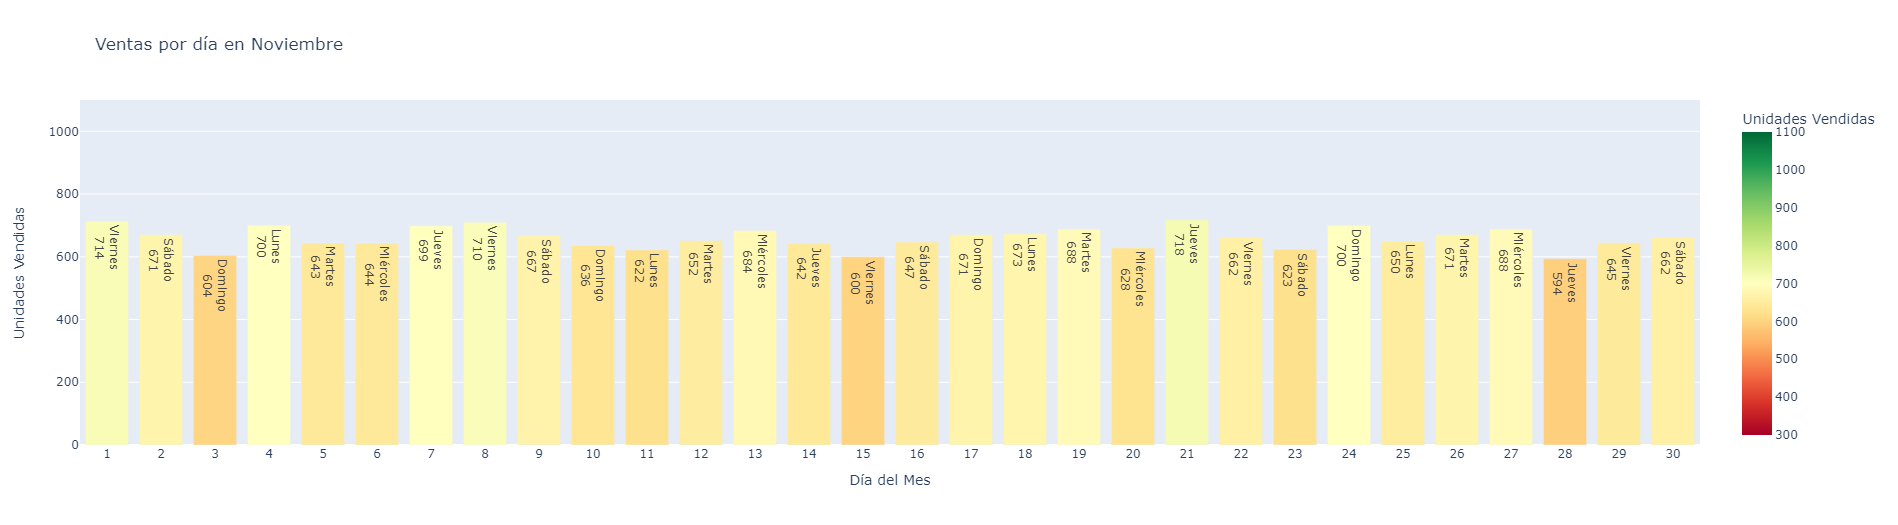 Ventas por día en Noviembre
Unidades Vendidas
1000
800
600
400
200
0
Viernes
714
Sábado
671
Domingo
604
Lunes
700
Martes
643
Miércoles
644
Jueves
699
Viernes
710
Sábado
667
Domingo
636
Lunes
622
Martes
652
Miércoles
684
Jueves
642
Viernes
600
Sábado
647
Domingo
671
Lunes
673
Martes
688
Miércoles
628
Jueves
718
Viernes
662
Sábado
623
Domingo
700
Lunes
650
Martes
671
Miércoles
688
Jueves
594
Viernes
645
Sábado
662
1 2 3 4 5 6 7 8 9 10 11 12 13 14 15 16 17 18 19 20 21 22 23 24 25 26 27 28 29 30
Día del Mes
Unidades Vendidas
1100
1000
900
800
700
600
500
400
300